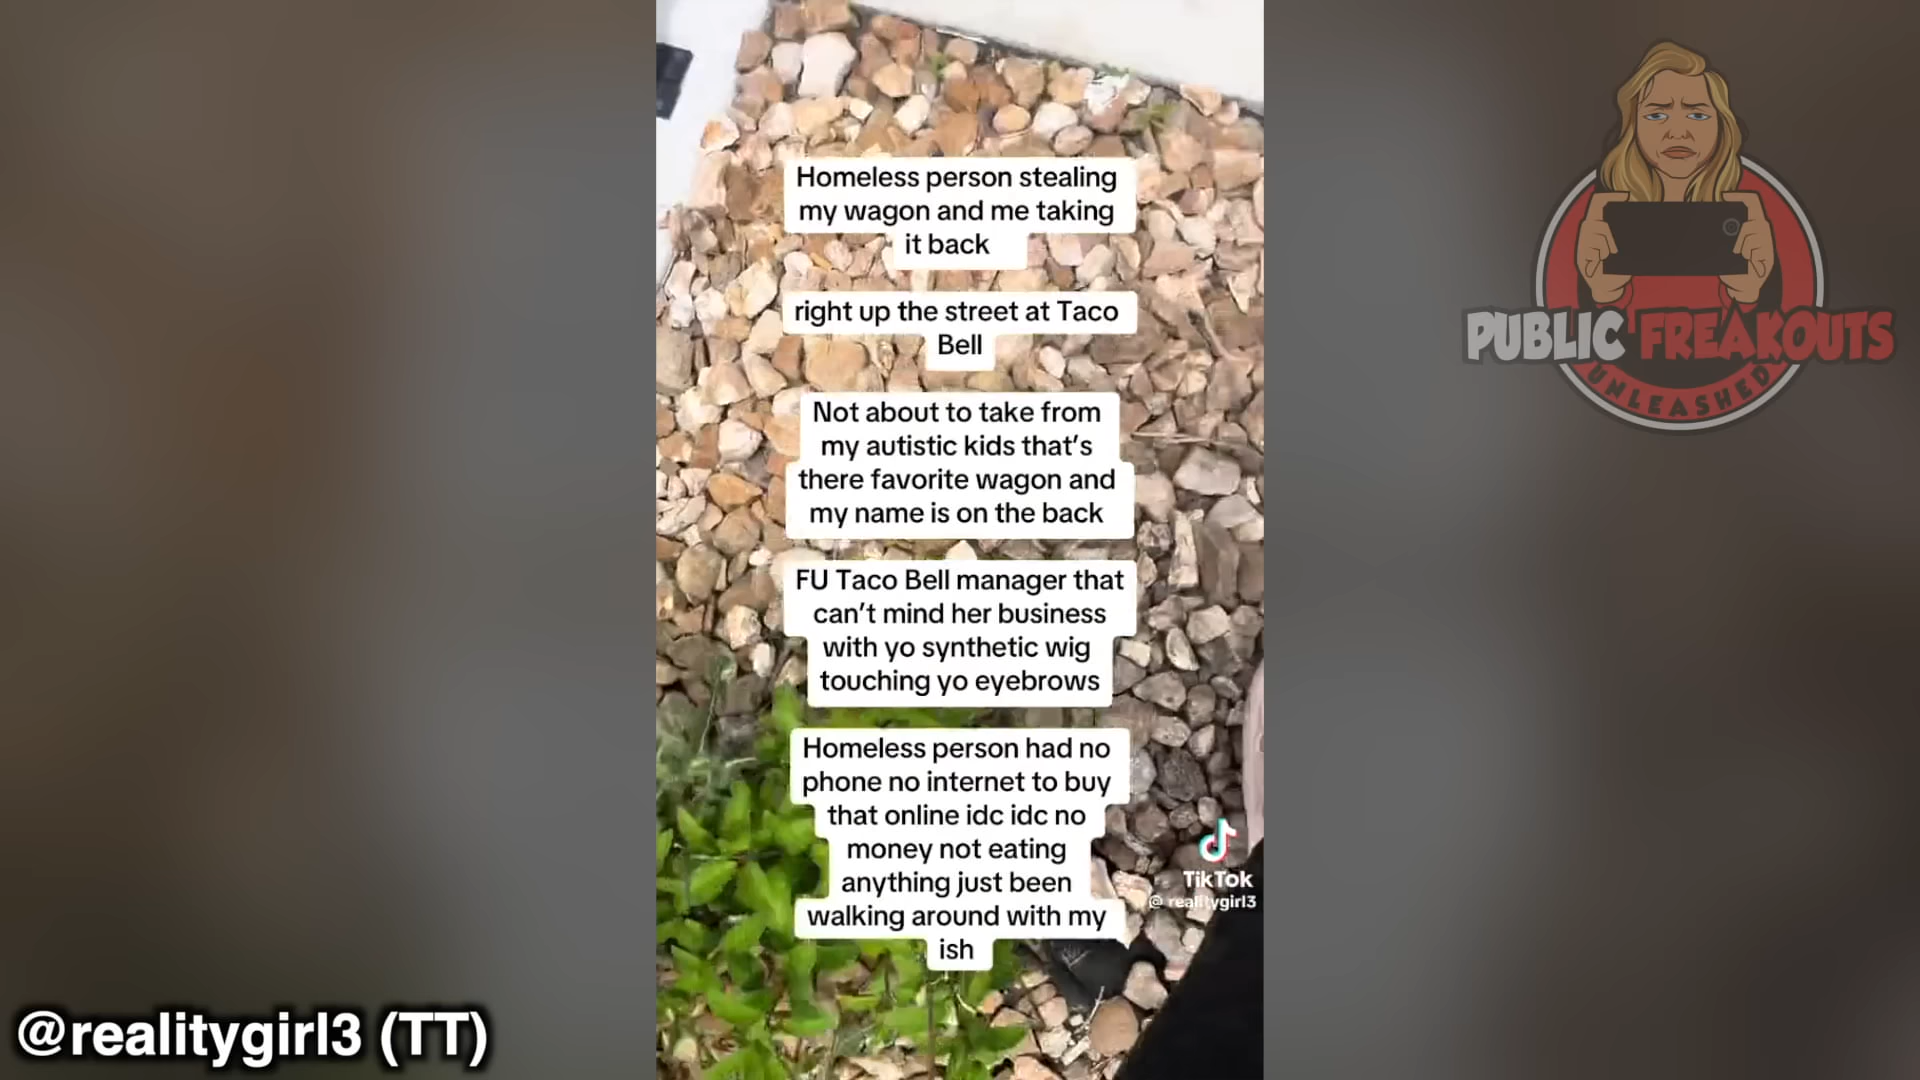 Homeless person stealing
my wagon and me taking
it back
right up the street at Taco
Bell
Not about to take from
my autistic kids that's
there favorite wagon and
my name is on the back
FU Taco Bell manager that
can't mind her business
with yo synthetic wig
touching yo eyebrows
Homeless person had no
phone no internet to buy
that online idc idc no
money not eating
anything just been
walking around with my
ish
TikTok
@ realitygirl3
PUBLIC FREAKOUTS
UNLEASHED
@realitygirl3 (TT)